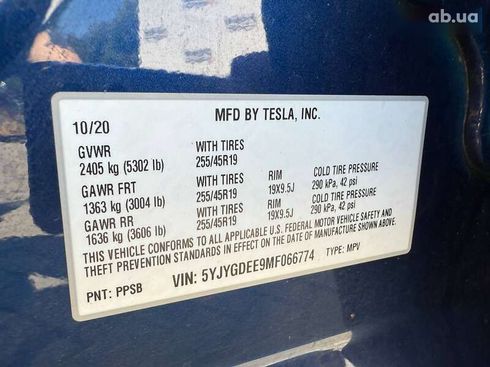 ab.ua
MFD BY TESLA, INC.
10/20
GVWR WITH TIRES
2405 kg (5302 lb) 255/45R19
GAWR FRT WITH TIRES RIM COLD TIRE PRESSURE
1363 kg (3004 lb) 255/45R19 19X9.5J 290 kPa, 42 psi
GAWR RR WITH TIRES RIM COLD TIRE PRESSURE
1636 kg (3606 lb) 255/45R19 19X9.5J 290 kPa, 42 psi
THIS VEHICLE CONFORMS TO ALL APPLICABLE U.S. FEDERAL MOTOR VEHICLE SAFETY AND
THEFT PREVENTION STANDARDS IN EFFECT ON THE DATE OF MANUFACTURE SHOWN ABOVE.
PNT: PPSB VIN: 5YJYGDEE9MF066774 TYPE: MPV